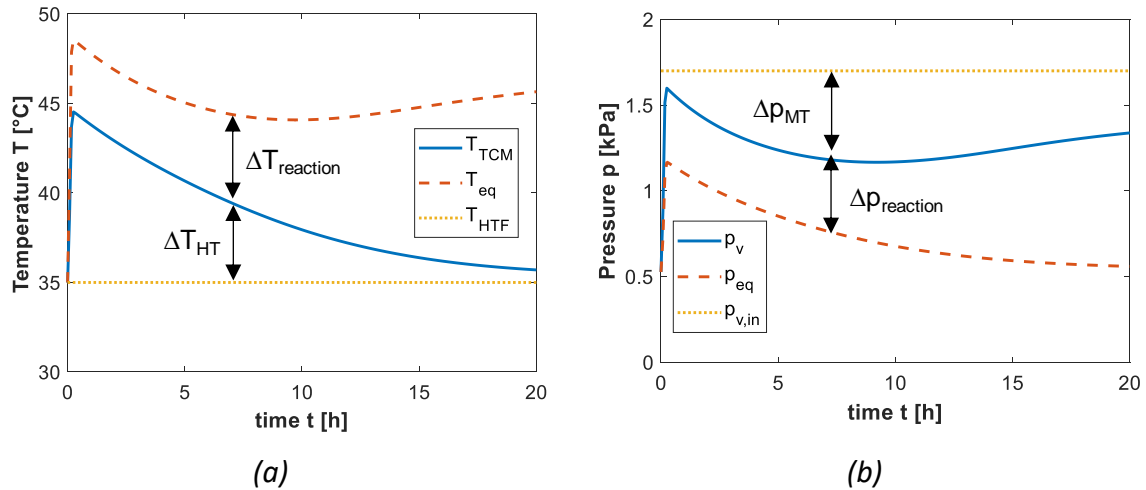 50
45
40
35
30
Temperature T [°C]
ΔT_reaction
ΔT_HT
T_TCM
T_eq
T_HTF
0
5
10
15
20
time t [h]
(a)
2
1.5
1
0.5
0
Pressure p [kPa]
Δp_MT
Δp_reaction
p_v
p_eq
p_v,in
0
5
10
15
20
time t [h]
(b)